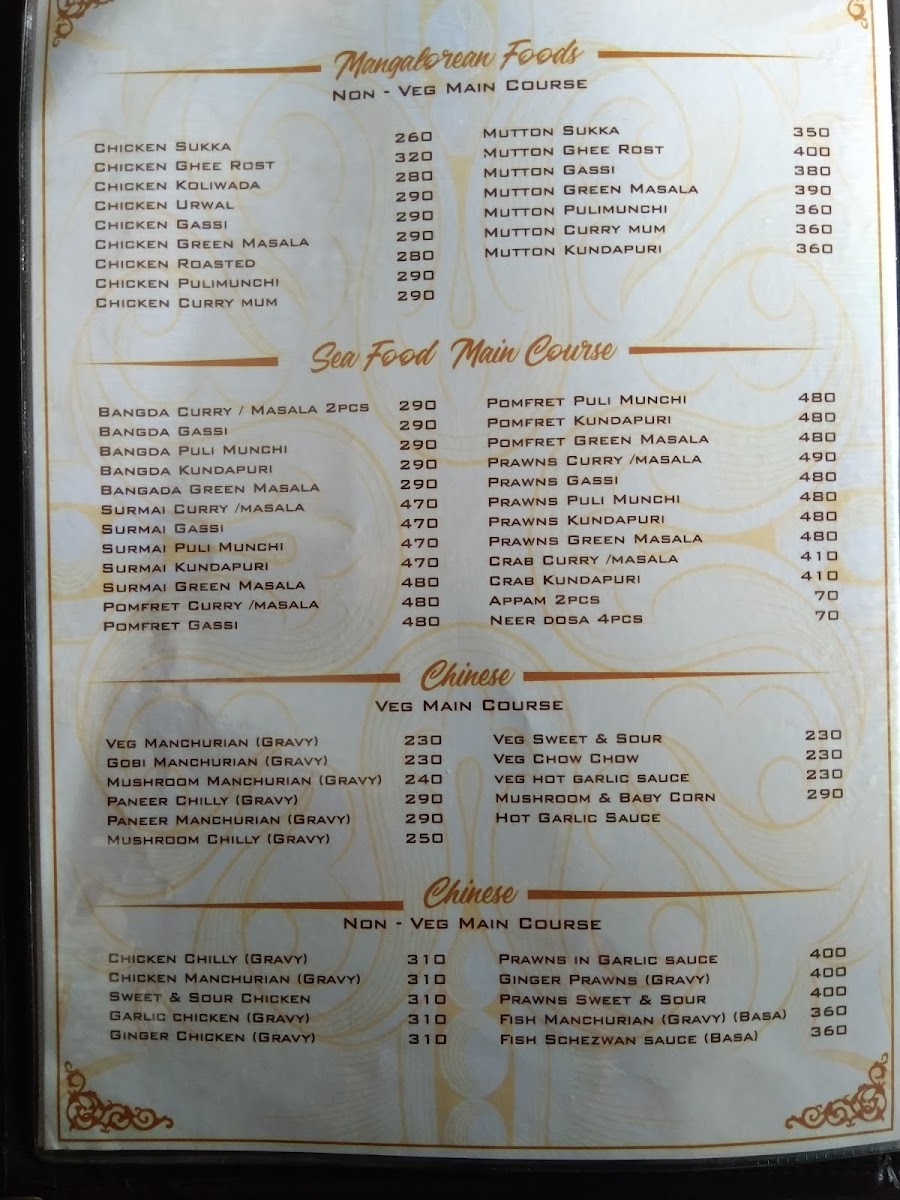 Mangalorean Foods
Non - Veg Main Course
Chicken Sukka 260
Chicken Ghee Rost 320
Chicken Koliwada 280
Chicken Urwal 290
Chicken Gassi 290
Chicken Green Masala 290
Chicken Roasted 280
Chicken Pulimunchi 290
Chicken Curry mum 290
Mutton Sukka 350
Mutton Ghee Rost 400
Mutton Gassi 380
Mutton Green Masala 390
Mutton Pulimunchi 360
Mutton Curry mum 360
Mutton Kundapuri 360
Sea Food Main Course
Bangda Curry / Masala 2pcs 290
Bangda Gassi 290
Bangda Puli Munchi 290
Bangda Kundapuri 290
Bangada Green Masala 290
Surmai Curry /masala 470
Surmai Gassi 470
Surmai Puli Munchi 470
Surmai Kundapuri 470
Surmai Green Masala 480
Pomfret Curry /masala 480
Pomfret Gassi 480
Pomfret Puli Munchi 480
Pomfret Kundapuri 480
Pomfret Green Masala 480
Prawns Curry /masala 490
Prawns Gassi 480
Prawns Puli Munchi 480
Prawns Kundapuri 480
Prawns Green Masala 480
Crab Curry /masala 410
Crab Kundapuri 410
Appam 2pcs 70
Neer dosa 4pcs 70
Chinese
Veg Main Course
Veg Manchurian (Gravy) 230
Gobi Manchurian (Gravy) 230
Mushroom Manchurian (Gravy) 240
Paneer Chilly (Gravy) 290
Paneer Manchurian (Gravy) 290
Mushroom Chilly (Gravy) 250
Veg Sweet & Sour 230
Veg Chow Chow 230
veg hot garlic sauce 230
Mushroom & Baby Corn 290
Hot Garlic Sauce
Chinese
Non - Veg Main Course
Chicken Chilly (Gravy) 310
Chicken Manchurian (Gravy) 310
Sweet & Sour Chicken 310
Garlic chicken (Gravy) 310
Ginger Chicken (Gravy) 310
Prawns in Garlic sauce 400
Ginger Prawns (Gravy) 400
Prawns Sweet & Sour 400
Fish Manchurian (Gravy) (Basa) 360
Fish Schezwan sauce (Basa) 360